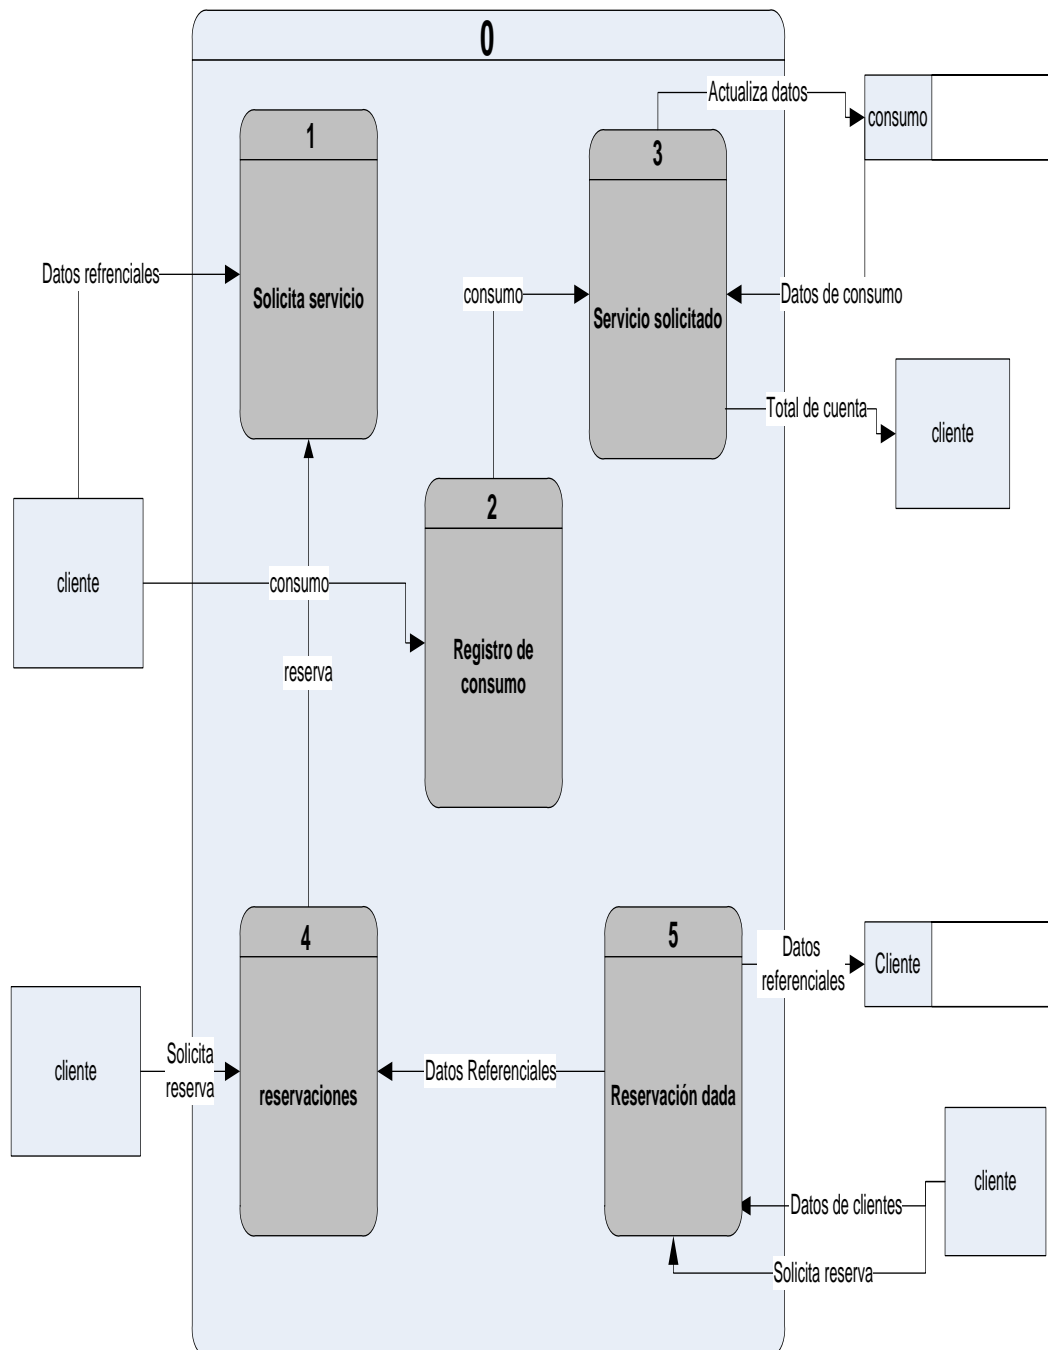 0
Actualiza datos
consumo
1
3
Datos refrenciales
Solicita servicio
consumo
Servicio solicitado
Datos de consumo
Total de cuenta
cliente
2
cliente
consumo
Registro de
consumo
reserva
4
5
Datos
referenciales
Cliente
cliente
Solicita
reserva
reservaciones
Datos Referenciales
Reservación dada
cliente
Datos de clientes
Solicita reserva